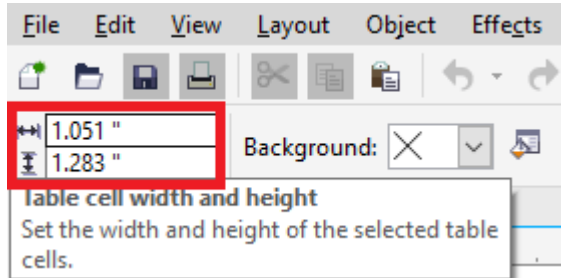 File Edit View Layout Object Effects
1.051 "
1.283 "
Background:
Table cell width and height
Set the width and height of the selected table
cells.